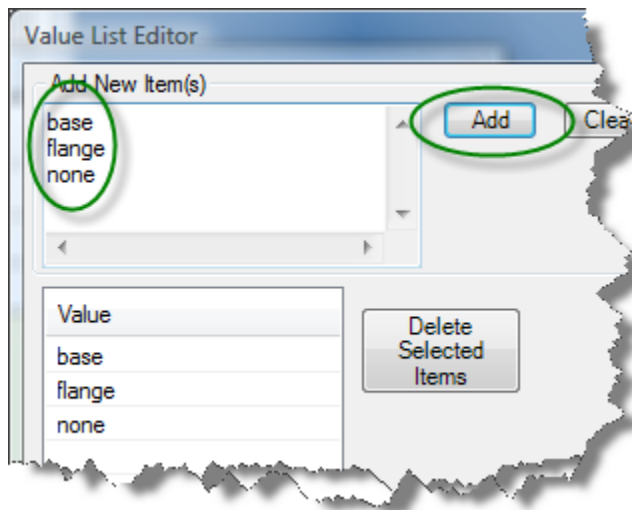 Value List Editor
Add New Item(s)
base
flange
none
Add
Value
base
flange
none
Delete
Selected
Items